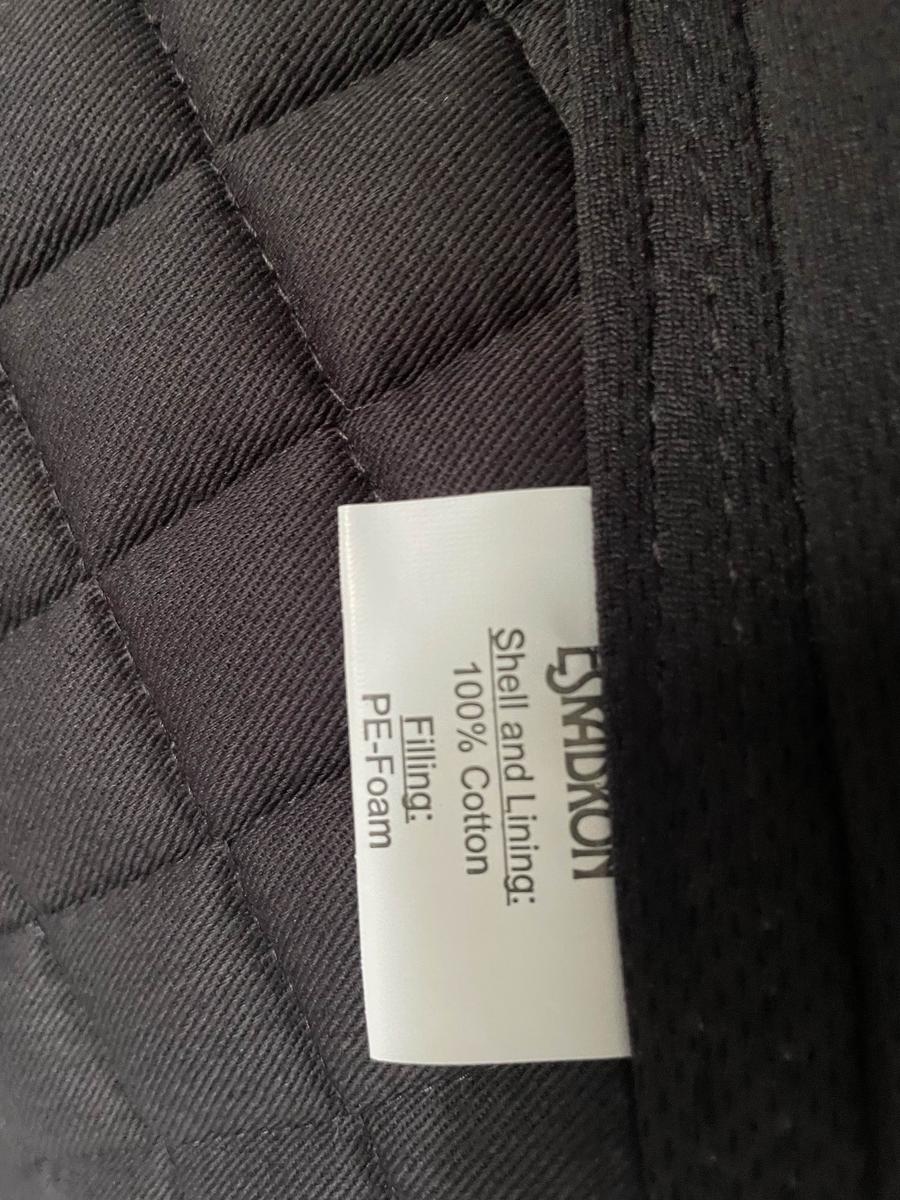 ESKADRON
Shell and Lining:
100% Cotton
Filling:
PE-Foam